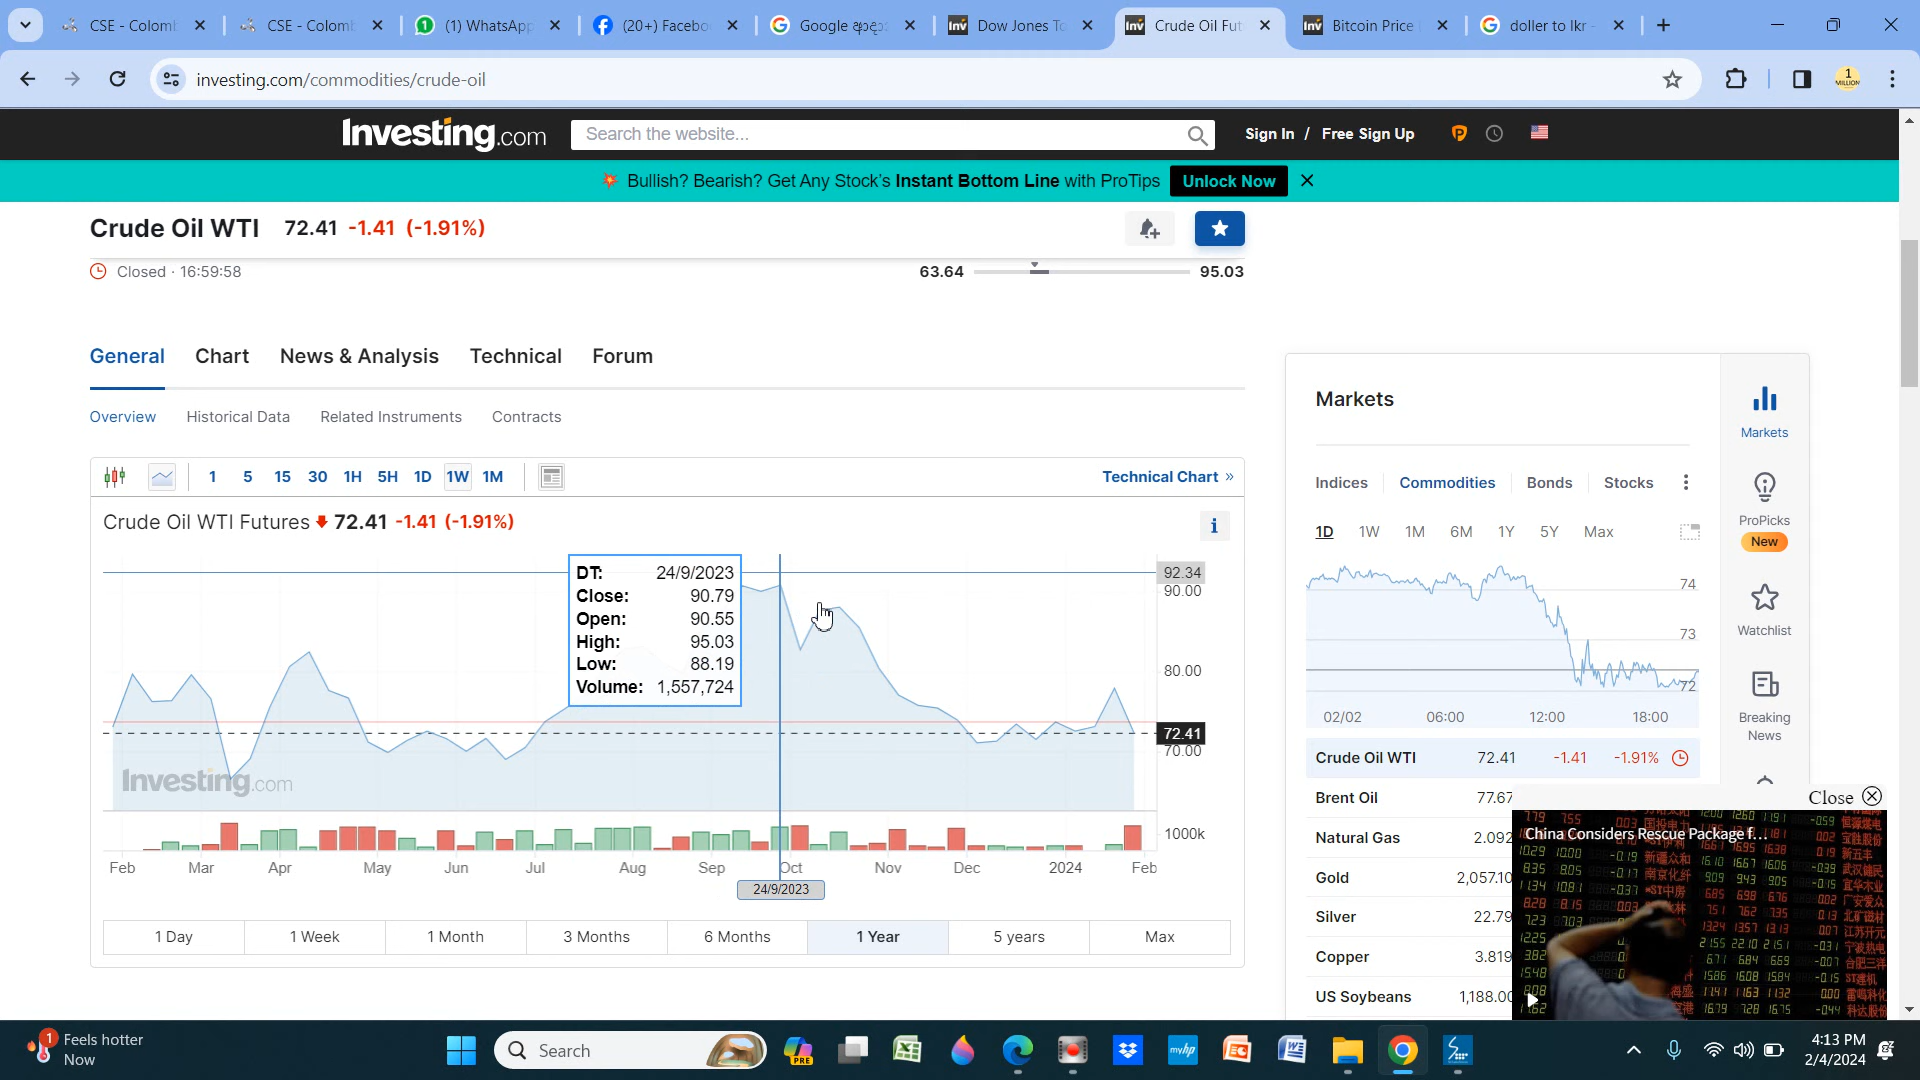 CSE - Colomb
CSE - Colomb
(1) WhatsApp
(20+) Facebo
Google
Inv Dow Jones To
Inv Crude Oil Fut
Inv Bitcoin Price
doller to lkr -
investing.com/commodities/crude-oil
1 MILLION
Investing.com
Search the website...
Sign In / Free Sign Up
Bullish? Bearish? Get Any Stock's Instant Bottom Line with ProTips
Unlock Now
Crude Oil WTI 72.41 -1.41 (-1.91%)
Closed · 16:59:58
63.64 95.03
General Chart News & Analysis Technical Forum
Overview Historical Data Related Instruments Contracts
1 5 15 30 1H 5H 1D 1W 1M
Technical Chart »
Crude Oil WTI Futures 72.41 -1.41 (-1.91%)
DT: 24/9/2023
Close: 90.79
Open: 90.55
High: 95.03
Low: 88.19
Volume: 1,557,724
92.34
90.00
80.00
72.41
70.00
1000k
Investing.com
Feb Mar Apr May Jun Jul Aug Sep Oct Nov Dec 2024 Feb
24/9/2023
1 Day 1 Week 1 Month 3 Months 6 Months 1 Year 5 years Max
Markets
Indices Commodities Bonds Stocks
1D 1W 1M 6M 1Y 5Y Max
74
73
72
02/02 06:00 12:00 18:00
Crude Oil WTI 72.41 -1.41 -1.91%
Brent Oil 77.67
Natural Gas 2.092
Gold 2,057.10
Silver 22.79
Copper 3.819
US Soybeans 1,188.00
Markets
ProPicks
New
Watchlist
Breaking
News
Close
China Considers Rescue Package f...
1 Feels hotter
Now
Search
PRE
myhp
4:13 PM
2/4/2024